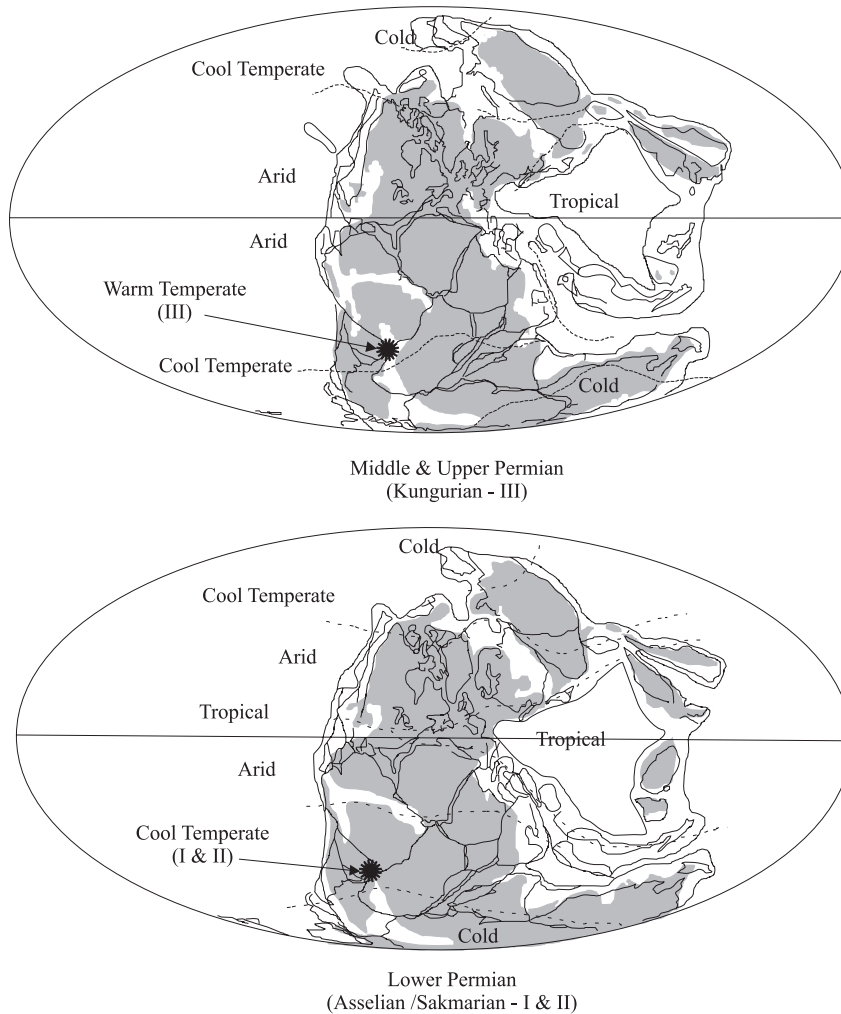 Cold
Cool Temperate
Arid
Tropical
Arid
Warm Temperate
(III)
Cool Temperate
Cold
Middle & Upper Permian
(Kungurian - III)
Cold
Cool Temperate
Arid
Tropical
Tropical
Arid
Cool Temperate
(I & II)
Cold
Lower Permian
(Asselian /Sakmarian - I & II)